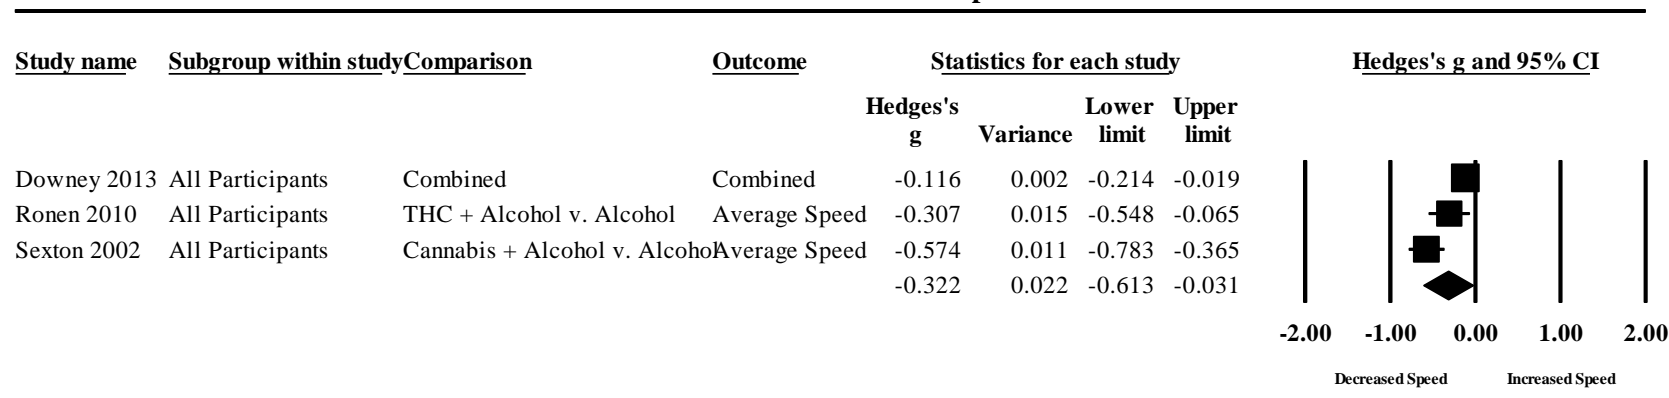 Study name Subgroup within study Comparison Outcome Statistics for each study Hedges's g and 95% CI
Hedges's Lower Upper
g Variance limit limit
Downey 2013 All Participants Combined Combined -0.116 0.002 -0.214 -0.019
Ronen 2010 All Participants THC + Alcohol v. Alcohol Average Speed -0.307 0.015 -0.548 -0.065
Sexton 2002 All Participants Cannabis + Alcohol v. Alcohol Average Speed -0.574 0.011 -0.783 -0.365
-0.322 0.022 -0.613 -0.031
-2.00 -1.00 0.00 1.00 2.00
Decreased Speed Increased Speed